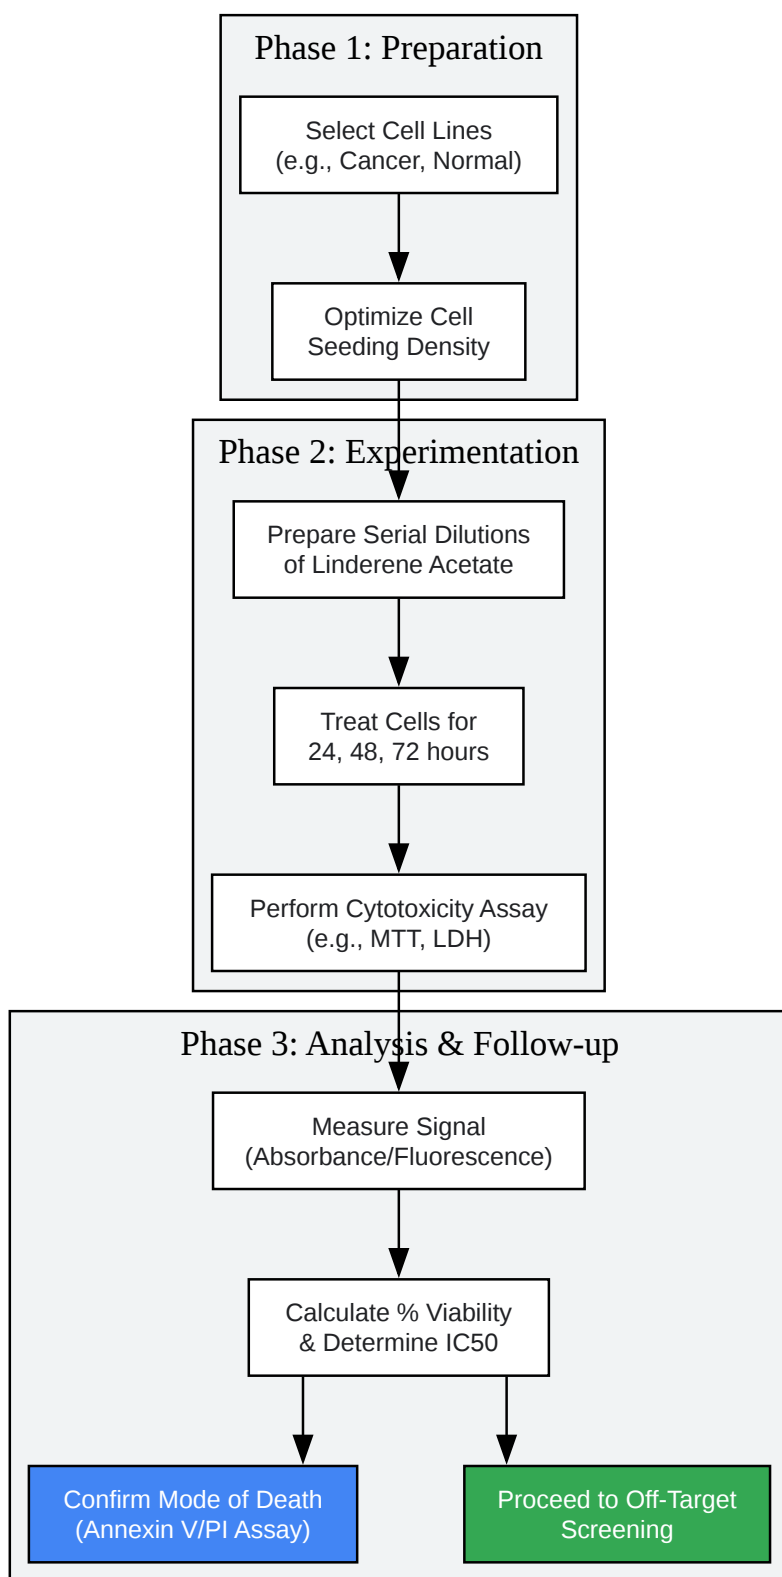 Phase 1: Preparation
Select Cell Lines
(e.g., Cancer, Normal)
Optimize Cell
Seeding Density
Phase 2: Experimentation
Prepare Serial Dilutions
of Linderene Acetate
Treat Cells for
24, 48, 72 hours
Perform Cytotoxicity Assay
(e.g., MTT, LDH)
Phase 3: Analysis & Follow-up
Measure Signal
(Absorbance/Fluorescence)
Calculate % Viability
& Determine IC50
Confirm Mode of Death
(Annexin V/PI Assay)
Proceed to Off-Target
Screening